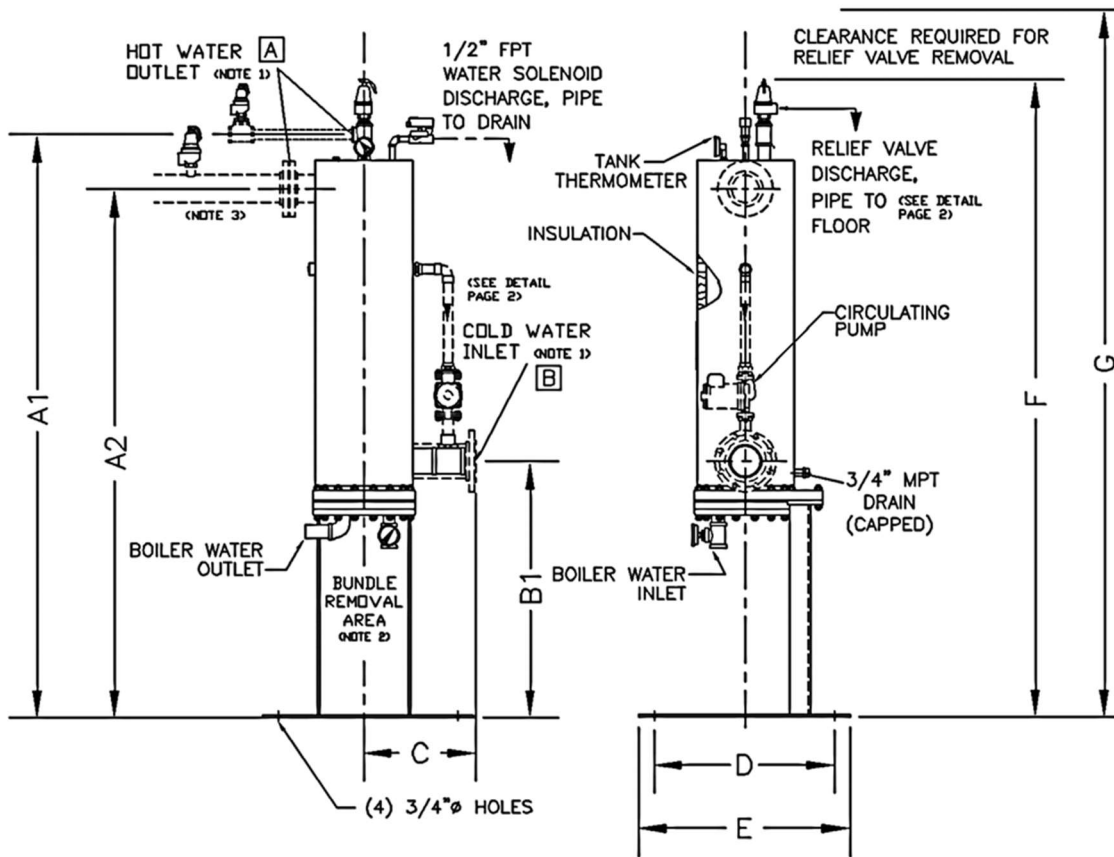 HOT WATER A
OUTLET (NOTE 1)
1/2" FPT
WATER SOLENOID
DISCHARGE, PIPE
TO DRAIN
(NOTE 3)
(SEE DETAIL
PAGE 2)
COLD WATER
INLET (NOTE 1)
B
A1
A2
B1
BOILER WATER
OUTLET
BUNDLE
REMOVAL
AREA
(NOTE 2)
C
(4) 3/4"ø HOLES
CLEARANCE REQUIRED FOR
RELIEF VALVE REMOVAL
TANK
THERMOMETER
RELIEF VALVE
DISCHARGE,
PIPE TO (SEE DETAIL
PAGE 2)
FLOOR
INSULATION
CIRCULATING
PUMP
3/4" MPT
DRAIN
(CAPPED)
BOILER WATER
INLET
D
E
F
G